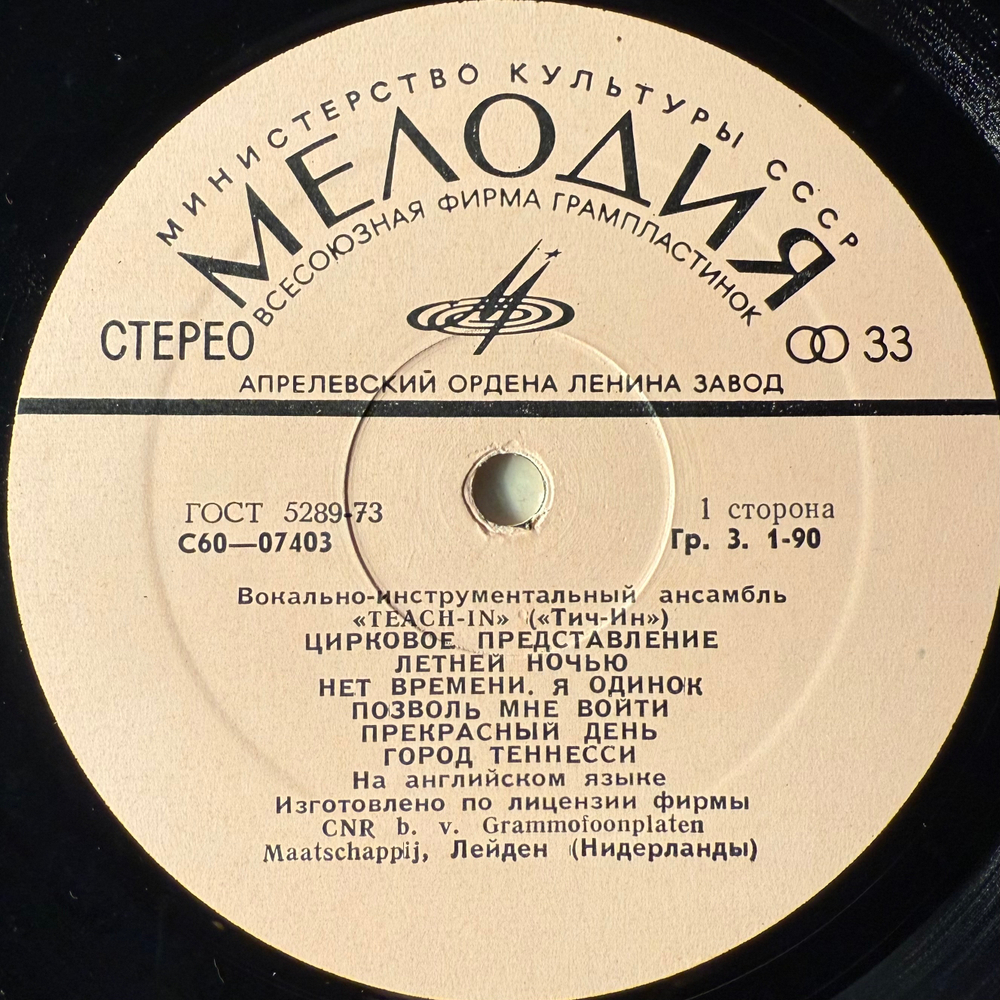 МИНИСТЕРСТВО КУЛЬТУРЫ СССР
МЕЛОДИЯ
ВСЕСОЮЗНАЯ ФИРМА ГРАМПЛАСТИНОК
СТЕРЕО
33
АПРЕЛЕВСКИЙ ОРДЕНА ЛЕНИНА ЗАВОД
ГОСТ 5289-73
1 сторона
С60—07403
Гр. 3. 1-90
Вокально-инструментальный ансамбль
«TEACH-IN» («Тич-Ин»)
ЦИРКОВОЕ ПРЕДСТАВЛЕНИЕ
ЛЕТНЕЙ НОЧЬЮ
НЕТ ВРЕМЕНИ. Я ОДИНОК
ПОЗВОЛЬ МНЕ ВОЙТИ
ПРЕКРАСНЫЙ ДЕНЬ
ГОРОД ТЕННЕССИ
На английском языке
Изготовлено по лицензии фирмы
CNR b. v. Grammofoonplaten
Maatschappij, Лейден (Нидерланды)